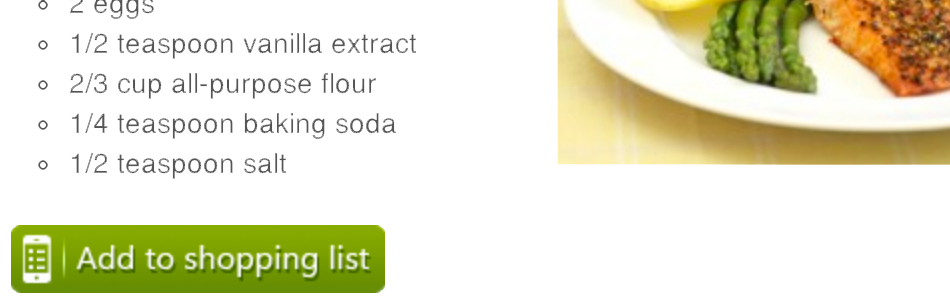 2 eggs
1/2 teaspoon vanilla extract
2/3 cup all-purpose flour
1/4 teaspoon baking soda
1/2 teaspoon salt
Add to shopping list